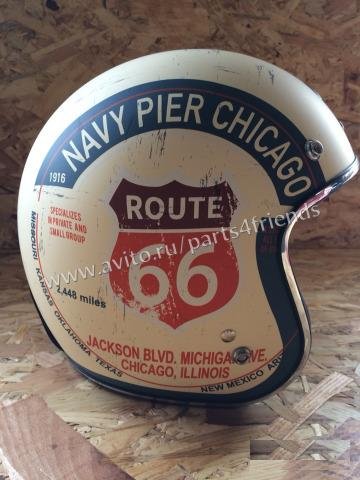 NAVY PIER CHICAGO
1916
SPECIALIZES
IN PRIVATE AND
SMALL GROUP
ROUTE
66
www.avito.ru/parts4friends
2,448 miles
MISSOURI KANSAS OKLAHOMA TEXAS NEW MEXICO
JACKSON BLVD. MICHIGAN AVE,
CHICAGO, ILLINOIS